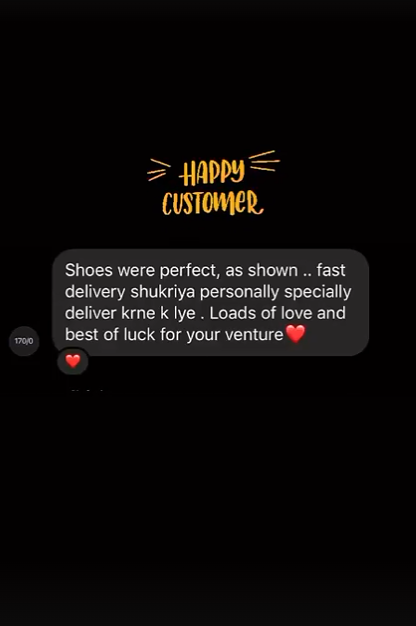 HAPPY
CUSTOMER
Shoes were perfect, as shown .. fast
delivery shukriya personally specially
deliver krne k lye . Loads of love and
best of luck for your venture❤️
170/0
❤️